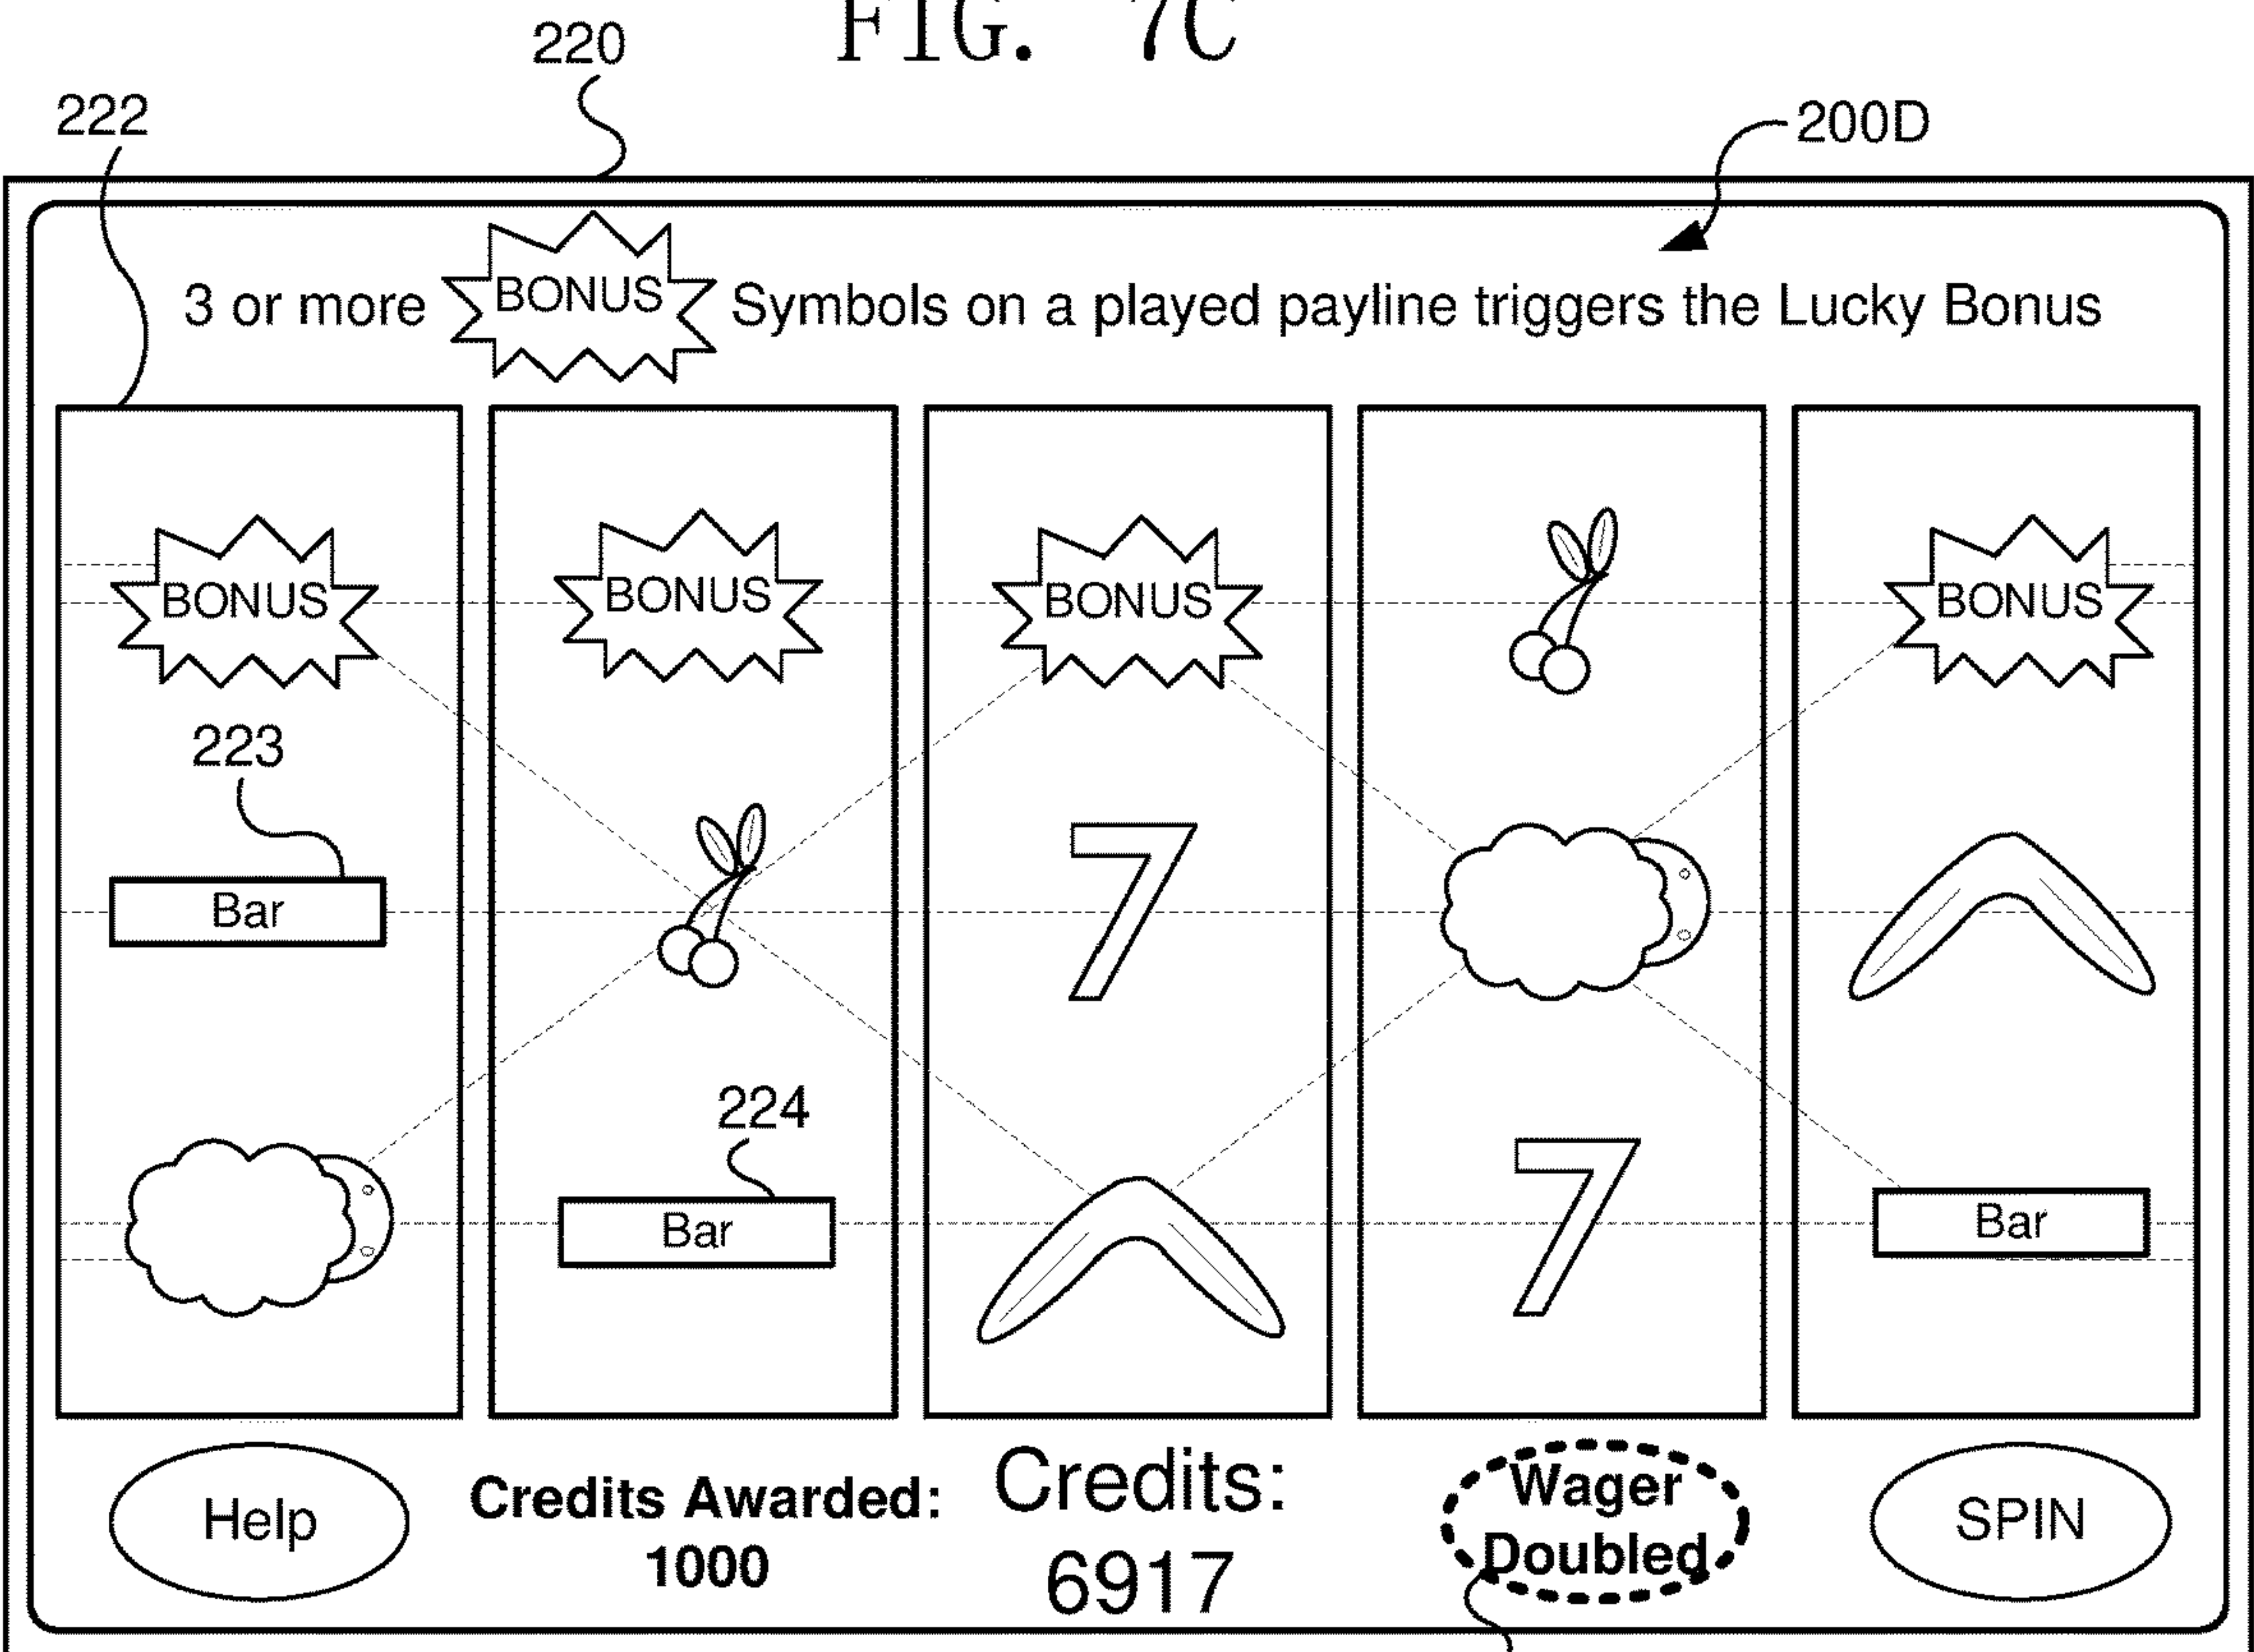 FIG. 7C
220
222
200D
3 or more BONUS Symbols on a played payline triggers the Lucky Bonus
BONUS BONUS BONUS BONUS
223
Bar 7
224
Bar 7 Bar
Help Credits Awarded: 1000 Credits: 6917 Wager Doubled SPIN